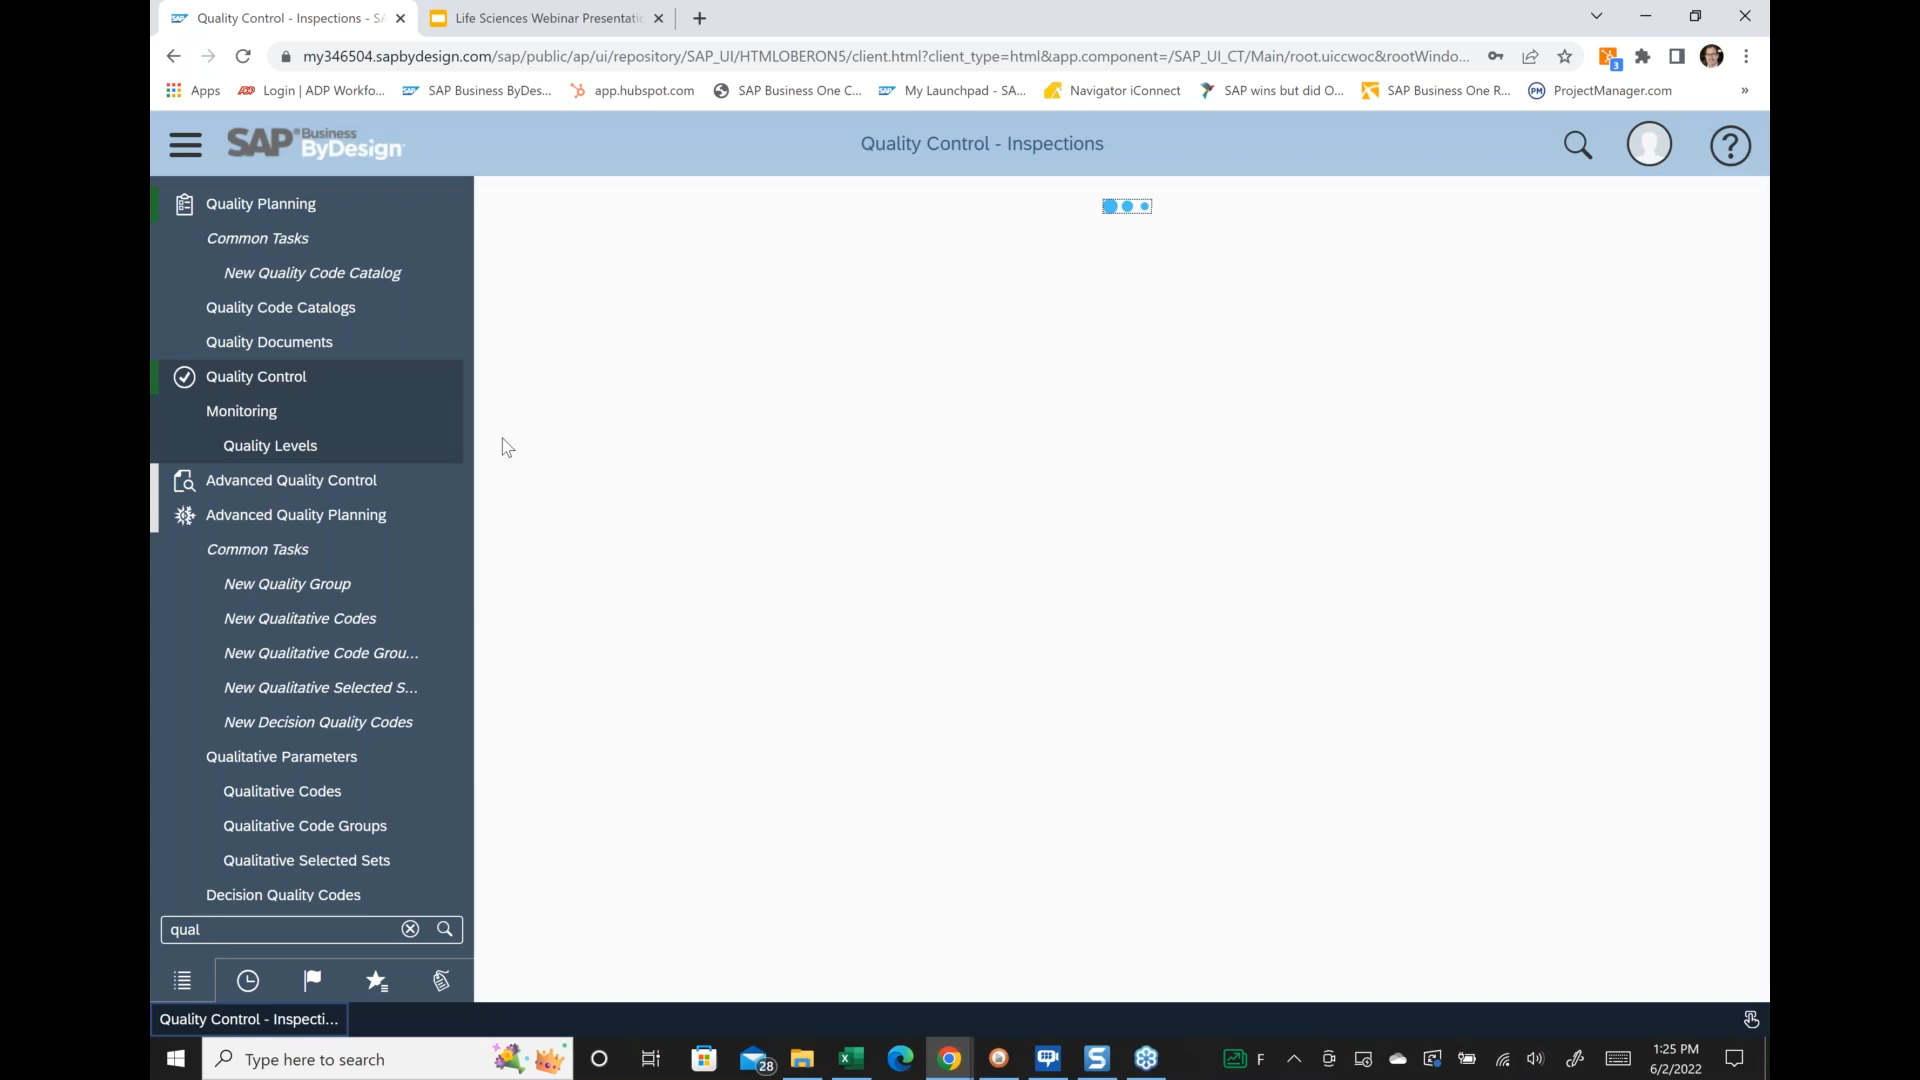 Quality Control - Inspections - SA
Life Sciences Webinar Presentatio
my346504.sapbydesign.com/sap/public/ap/ui/repository/SAP_UI/HTMLOBERON5/client.html?client_type=html&app.component=/SAP_UI_CT/Main/root.uiccwoc&rootWindo...
3
Apps
Login | ADP Workfo...
SAP Business ByDes...
app.hubspot.com
SAP Business One C...
My Launchpad - SA...
Navigator iConnect
SAP wins but did O...
SAP Business One R...
PM
ProjectManager.com
»
SAP Business ByDesign
Quality Control - Inspections
?
Quality Planning
Common Tasks
New Quality Code Catalog
Quality Code Catalogs
Quality Documents
Quality Control
Monitoring
Quality Levels
Advanced Quality Control
Advanced Quality Planning
Common Tasks
New Quality Group
New Qualitative Codes
New Qualitative Code Grou...
New Qualitative Selected S...
New Decision Quality Codes
Qualitative Parameters
Qualitative Codes
Qualitative Code Groups
Qualitative Selected Sets
Decision Quality Codes
qual
Quality Control - Inspecti...
Type here to search
28
F
1:25 PM
6/2/2022